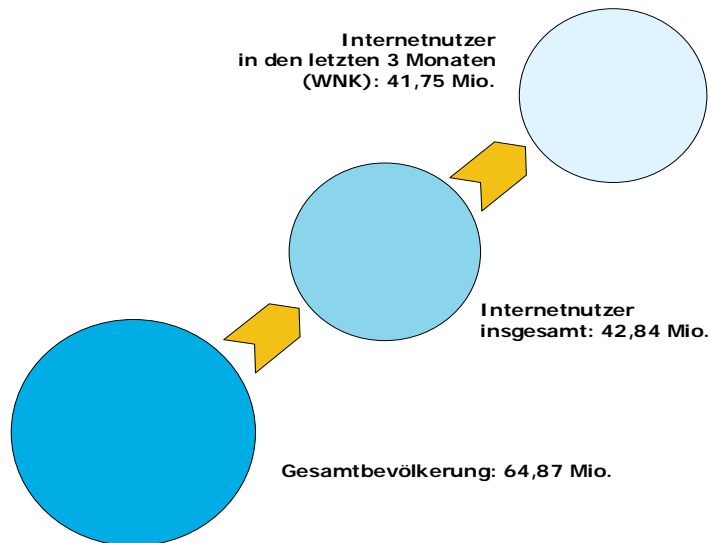 Internetnutzer
in den letzten 3 Monaten
(WNK): 41,75 Mio.
Internetnutzer
insgesamt: 42,84 Mio.
Gesamtbevölkerung: 64,87 Mio.